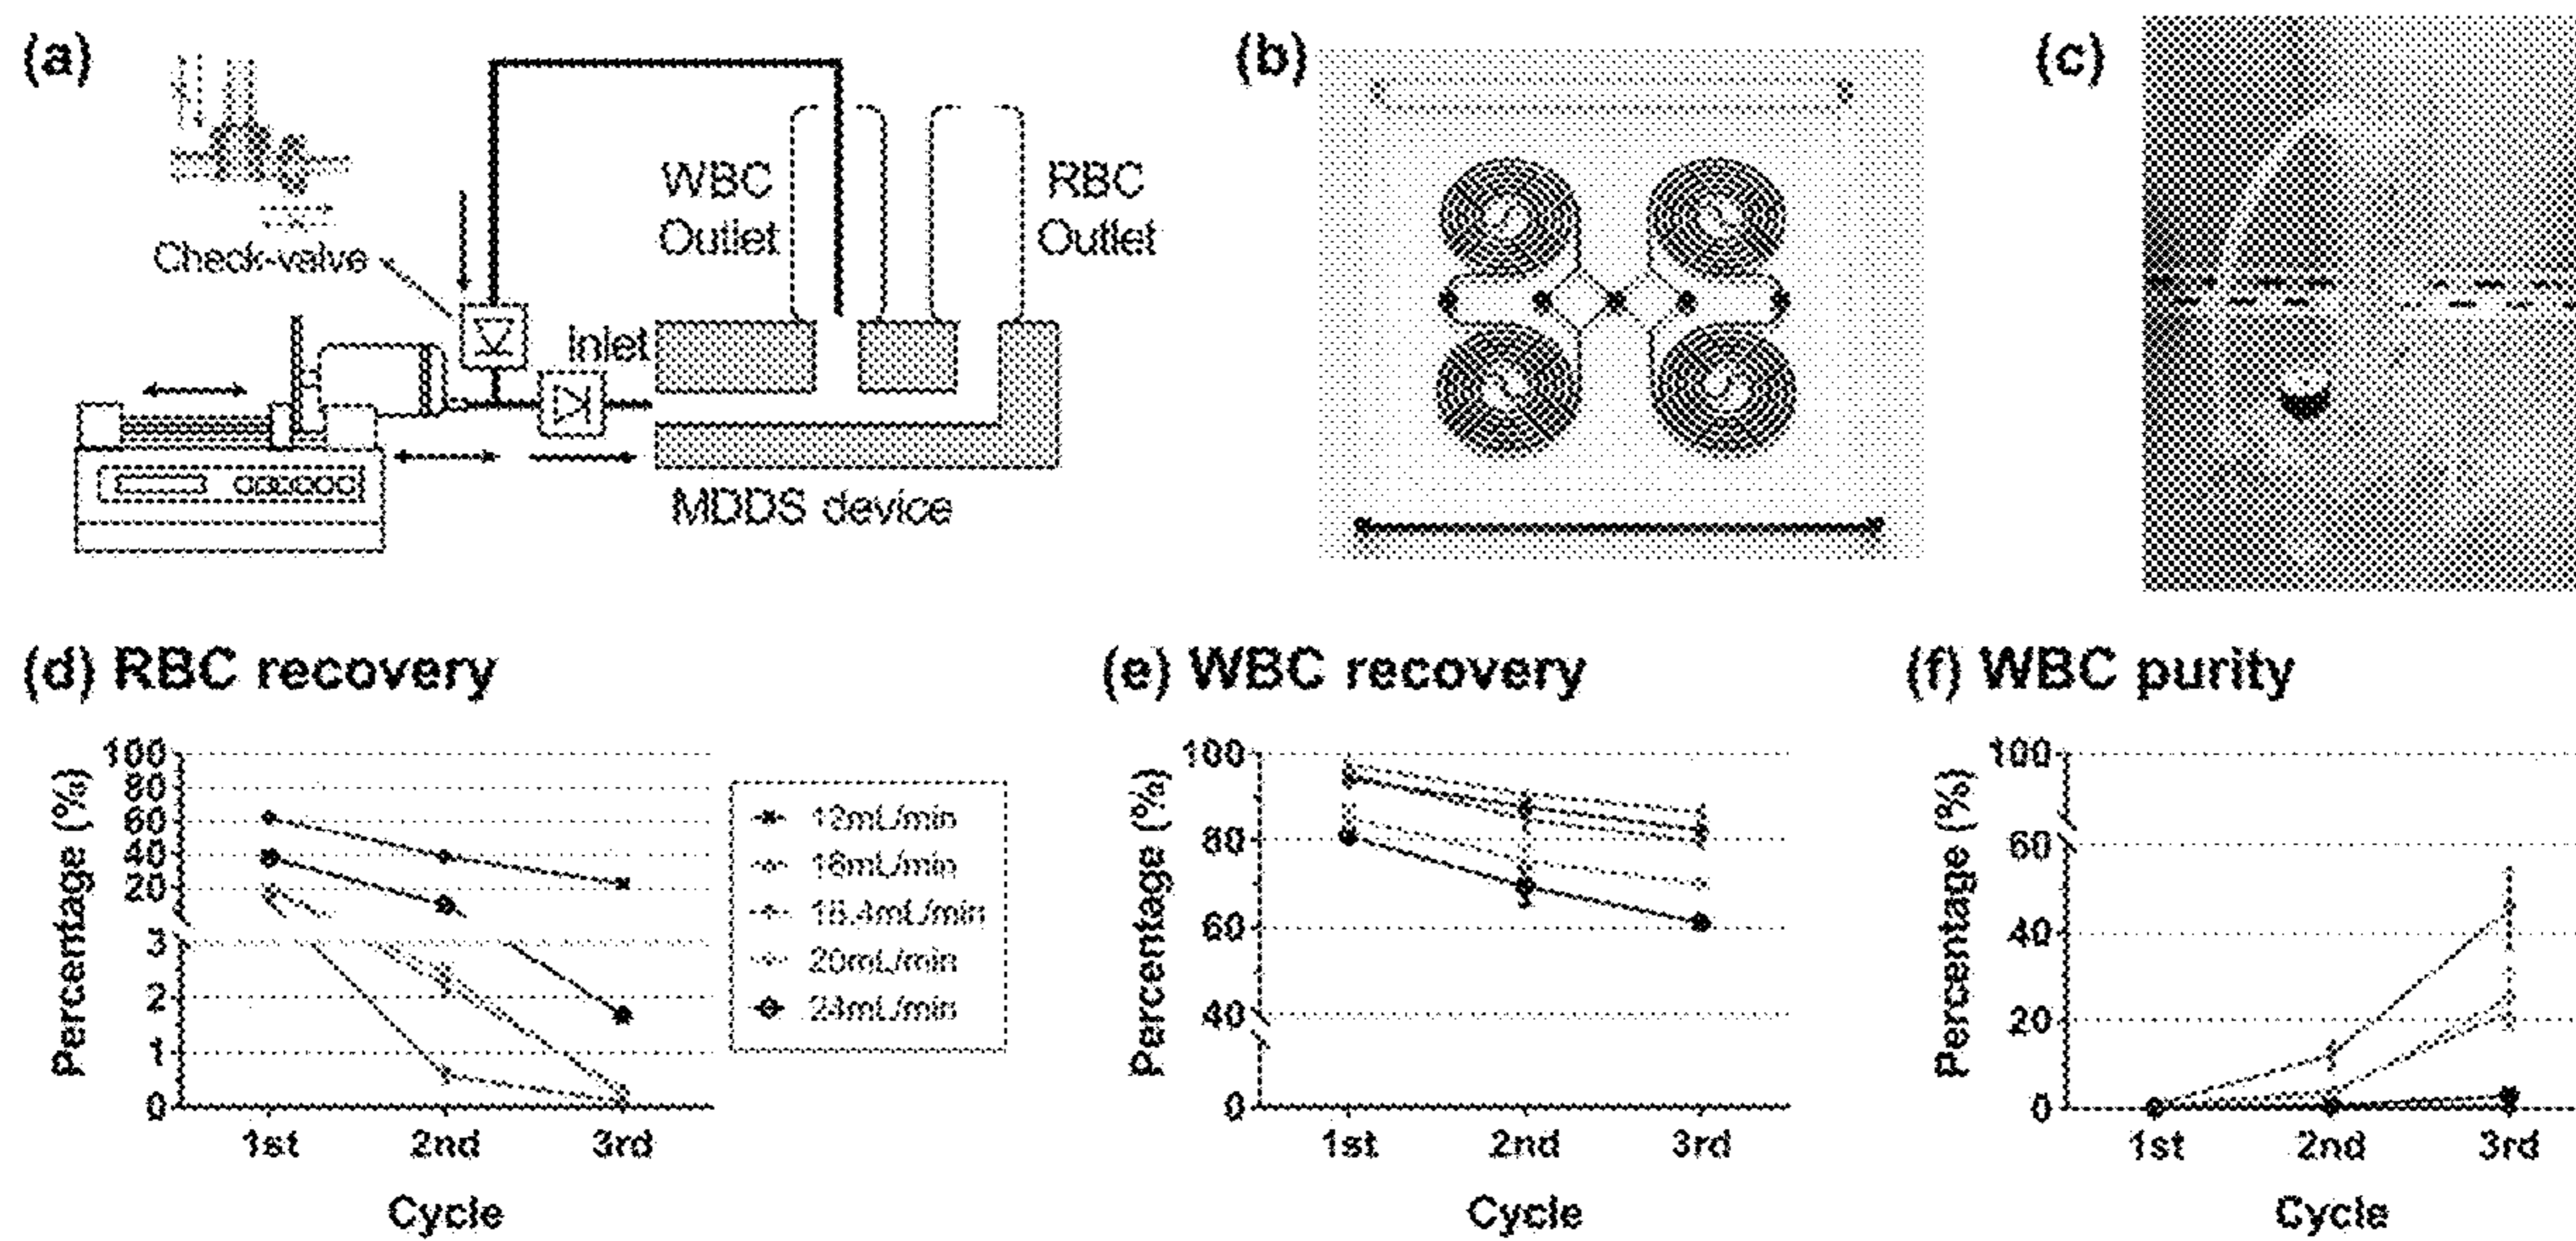 (a)
Check-valve
Inlet
WBC
Outlet
RBC
Outlet
MDDS device
(b)
(c)
(d) RBC recovery
Percentage (%)
100
80
60
40
20
3
2
1
0
1st 2nd 3rd
Cycle
12mL/min
16mL/min
18.4mL/min
20mL/min
24mL/min
(e) WBC recovery
Percentage (%)
100
80
60
40
0
1st 2nd 3rd
Cycle
(f) WBC purity
Percentage (%)
100
60
40
20
0
1st 2nd 3rd
Cycle